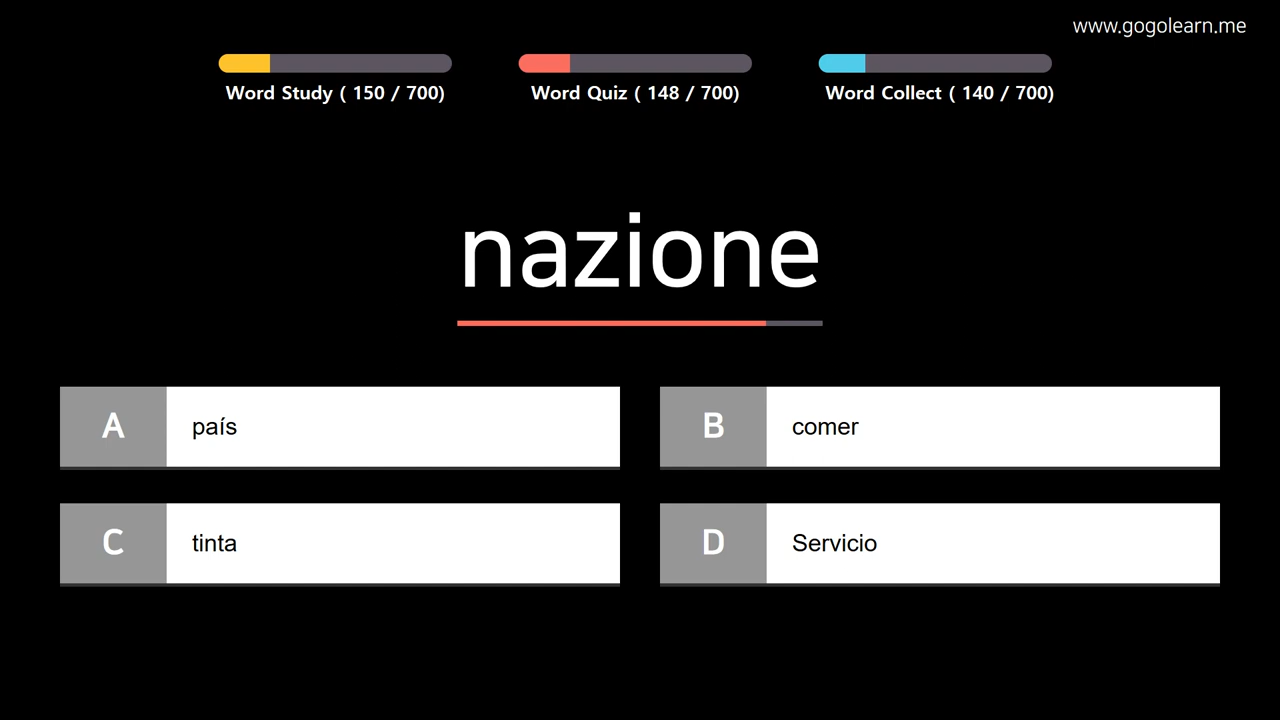 www.gogolearn.me
Word Study ( 150 / 700)
Word Quiz ( 148 / 700)
Word Collect ( 140 / 700)
nazione
A
país
B
comer
C
tinta
D
Servicio